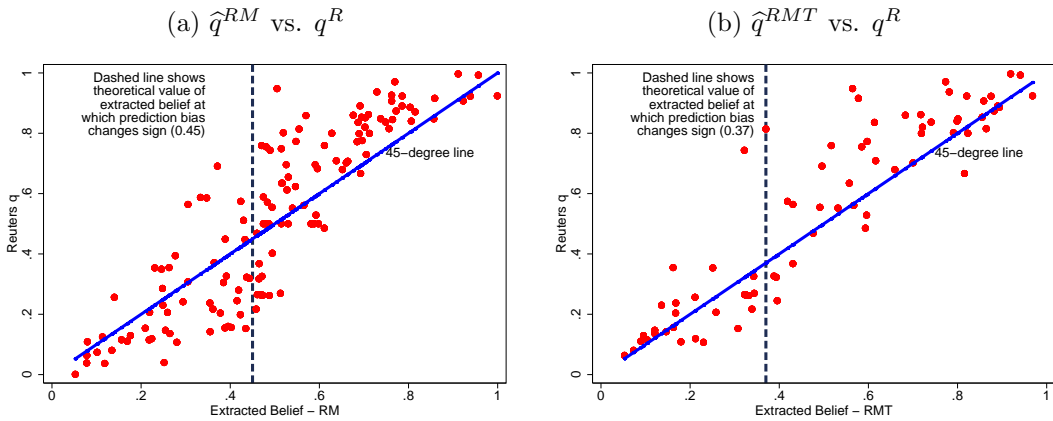 (a) q̂^{RM} vs. q^R
Dashed line shows
theoretical value of
extracted belief at
which prediction bias
changes sign (0.45)
45−degree line
Reuters q
0
.2
.4
.6
.8
1
0
.2
.4
.6
.8
1
Extracted Belief − RM
(b) q̂^{RMT} vs. q^R
Dashed line shows
theoretical value of
extracted belief at
which prediction bias
changes sign (0.37)
45−degree line
Reuters q
0
.2
.4
.6
.8
1
0
.2
.4
.6
.8
1
Extracted Belief − RMT